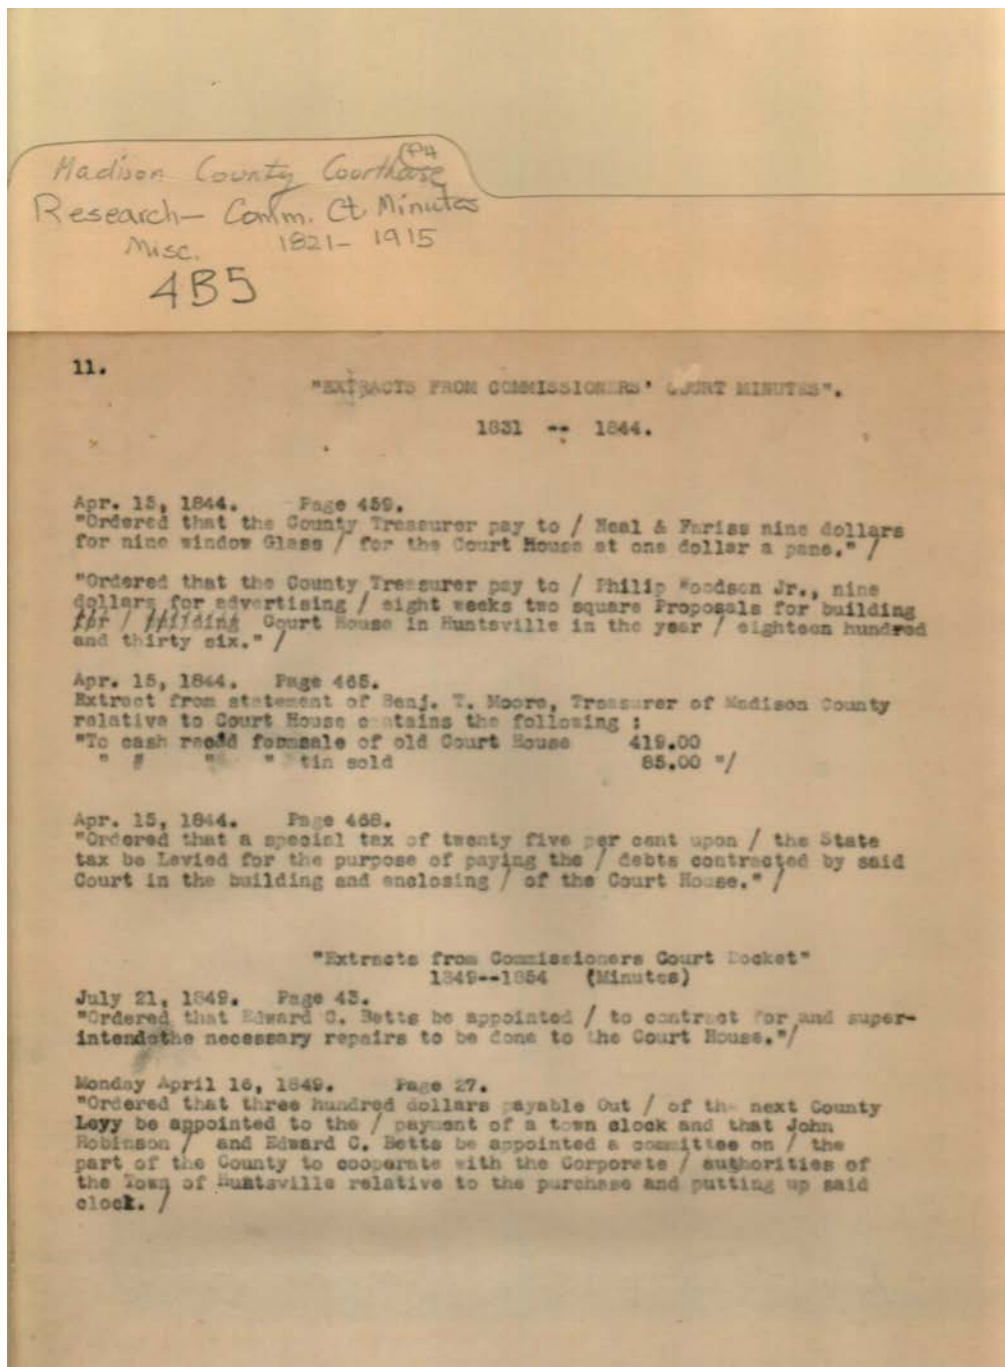 P4
Madison County Courthouse
Research— Comm. Ct Minutes
Misc. 1821- 1915
4B5
11.
"EXTRACTS FROM COMMISSIONERS' COURT MINUTES".
1831 -- 1844.
Apr. 15, 1844. Page 459.
"Ordered that the County Treasurer pay to / Neal & Fariss nine dollars
for nine window Glass / for the Court House at one dollar a pane." /
"Ordered that the County Treasurer pay to / Philip Woodson Jr., nine
dollars for advertising / eight weeks two square Proposals for building
for / building Court House in Huntsville in the year / eighteen hundred
and thirty six." /
Apr. 15, 1844. Page 465.
Extract from statement of Benj. T. Moore, Treasurer of Madison County
relative to Court House contains the following :
"To cash recd for sale of old Court House 419.00
" " " " tin sold 85.00 "/
Apr. 15, 1844. Page 468.
"Ordered that a special tax of twenty five per cent upon / the State
tax be Levied for the purpose of paying the / debts contracted by said
Court in the building and enclosing / of the Court House." /
"Extracts from Commissioners Court Docket"
1849--1854 (Minutes)
July 21, 1849. Page 43.
"Ordered that Edward C. Betts be appointed / to contract for and super-
intend the necessary repairs to be done to the Court House."/
Monday April 16, 1849. Page 27.
"Ordered that three hundred dollars payable Out / of the next County
Levy be appointed to the / payment of a town clock and that John
Robinson / and Edward C. Betts be appointed a committee on / the
part of the County to cooperate with the Corporate / authorities of
the Town of Huntsville relative to the purchase and putting up said
clock. /